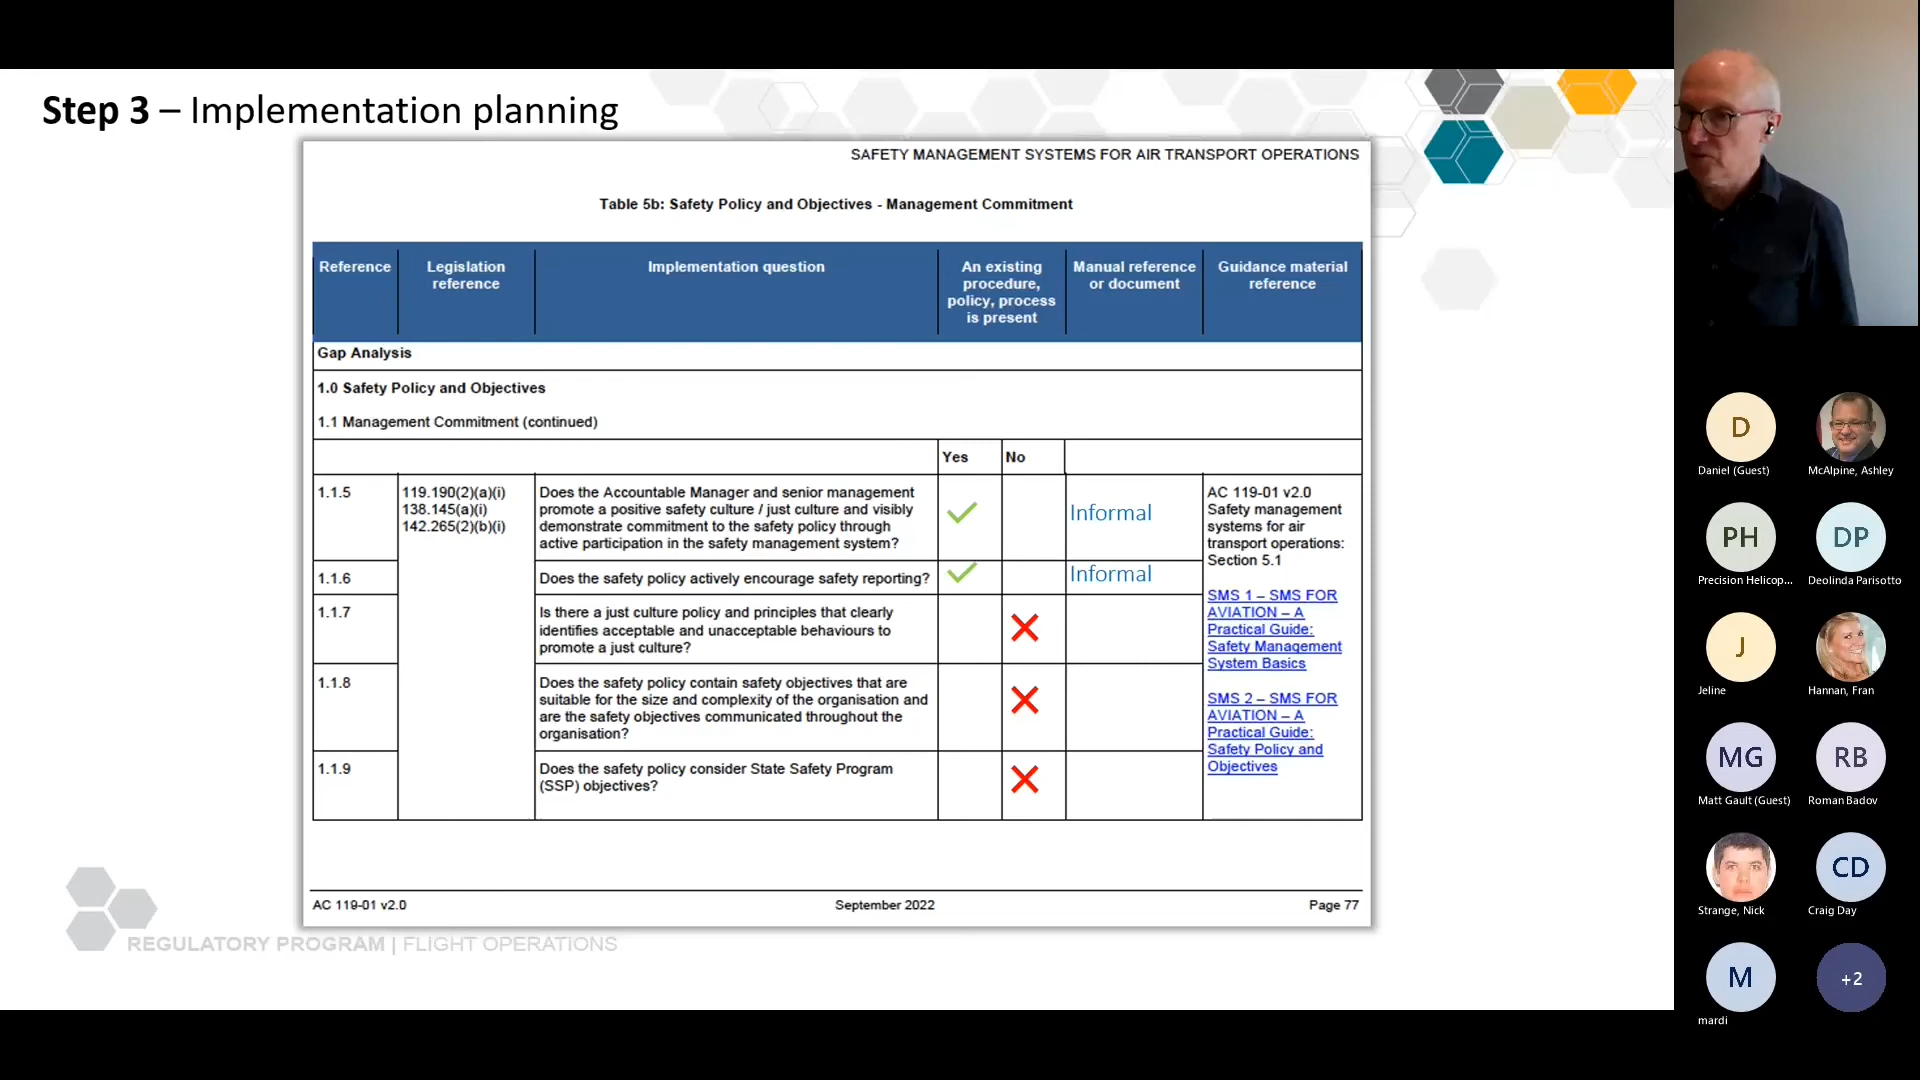 Step 3 – Implementation planning
SAFETY MANAGEMENT SYSTEMS FOR AIR TRANSPORT OPERATIONS
Table 5b: Safety Policy and Objectives - Management Commitment
Reference
Legislation
reference
Implementation question
An existing
procedure,
policy, process
is present
Manual reference
or document
Guidance material
reference
Gap Analysis
1.0 Safety Policy and Objectives
1.1 Management Commitment (continued)
Yes
No
1.1.5
119.190(2)(a)(i)
138.145(a)(i)
142.265(2)(b)(i)
Does the Accountable Manager and senior management
promote a positive safety culture / just culture and visibly
demonstrate commitment to the safety policy through
active participation in the safety management system?
Informal
AC 119-01 v2.0
Safety management
systems for air
transport operations:
Section 5.1
SMS 1 – SMS FOR
AVIATION – A
Practical Guide:
Safety Management
System Basics
SMS 2 – SMS FOR
AVIATION – A
Practical Guide:
Safety Policy and
Objectives
1.1.6
Does the safety policy actively encourage safety reporting?
Informal
1.1.7
Is there a just culture policy and principles that clearly
identifies acceptable and unacceptable behaviours to
promote a just culture?
1.1.8
Does the safety policy contain safety objectives that are
suitable for the size and complexity of the organisation and
are the safety objectives communicated throughout the
organisation?
1.1.9
Does the safety policy consider State Safety Program
(SSP) objectives?
AC 119-01 v2.0
September 2022
Page 77
REGULATORY PROGRAM | FLIGHT OPERATIONS
D
Daniel (Guest)
McAlpine, Ashley
PH
Precision Helicop...
DP
Deolinda Parisotto
J
Jeline
Hannan, Fran
MG
Matt Gault (Guest)
RB
Roman Badov
Strange, Nick
CD
Craig Day
M
mardi
+2